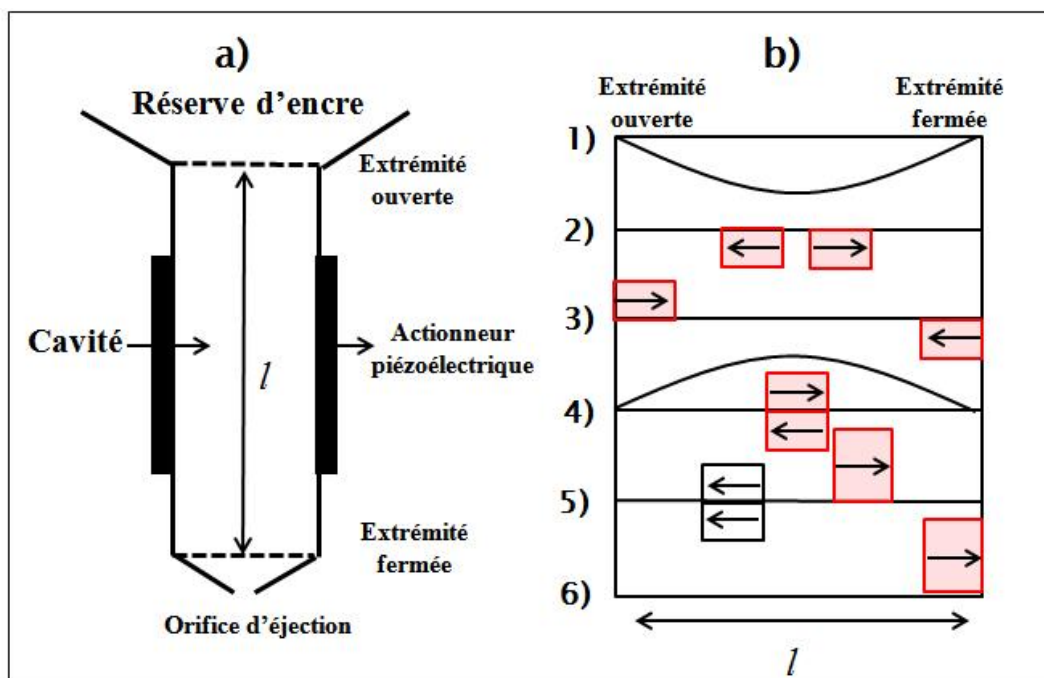 a)
Réserve d'encre
Extrémité
ouverte
Cavité
l
Actionneur
piézoélectrique
Extrémité
fermée
Orifice d'éjection
b)
Extrémité
ouverte
Extrémité
fermée
1)
2)
3)
4)
5)
6)
l